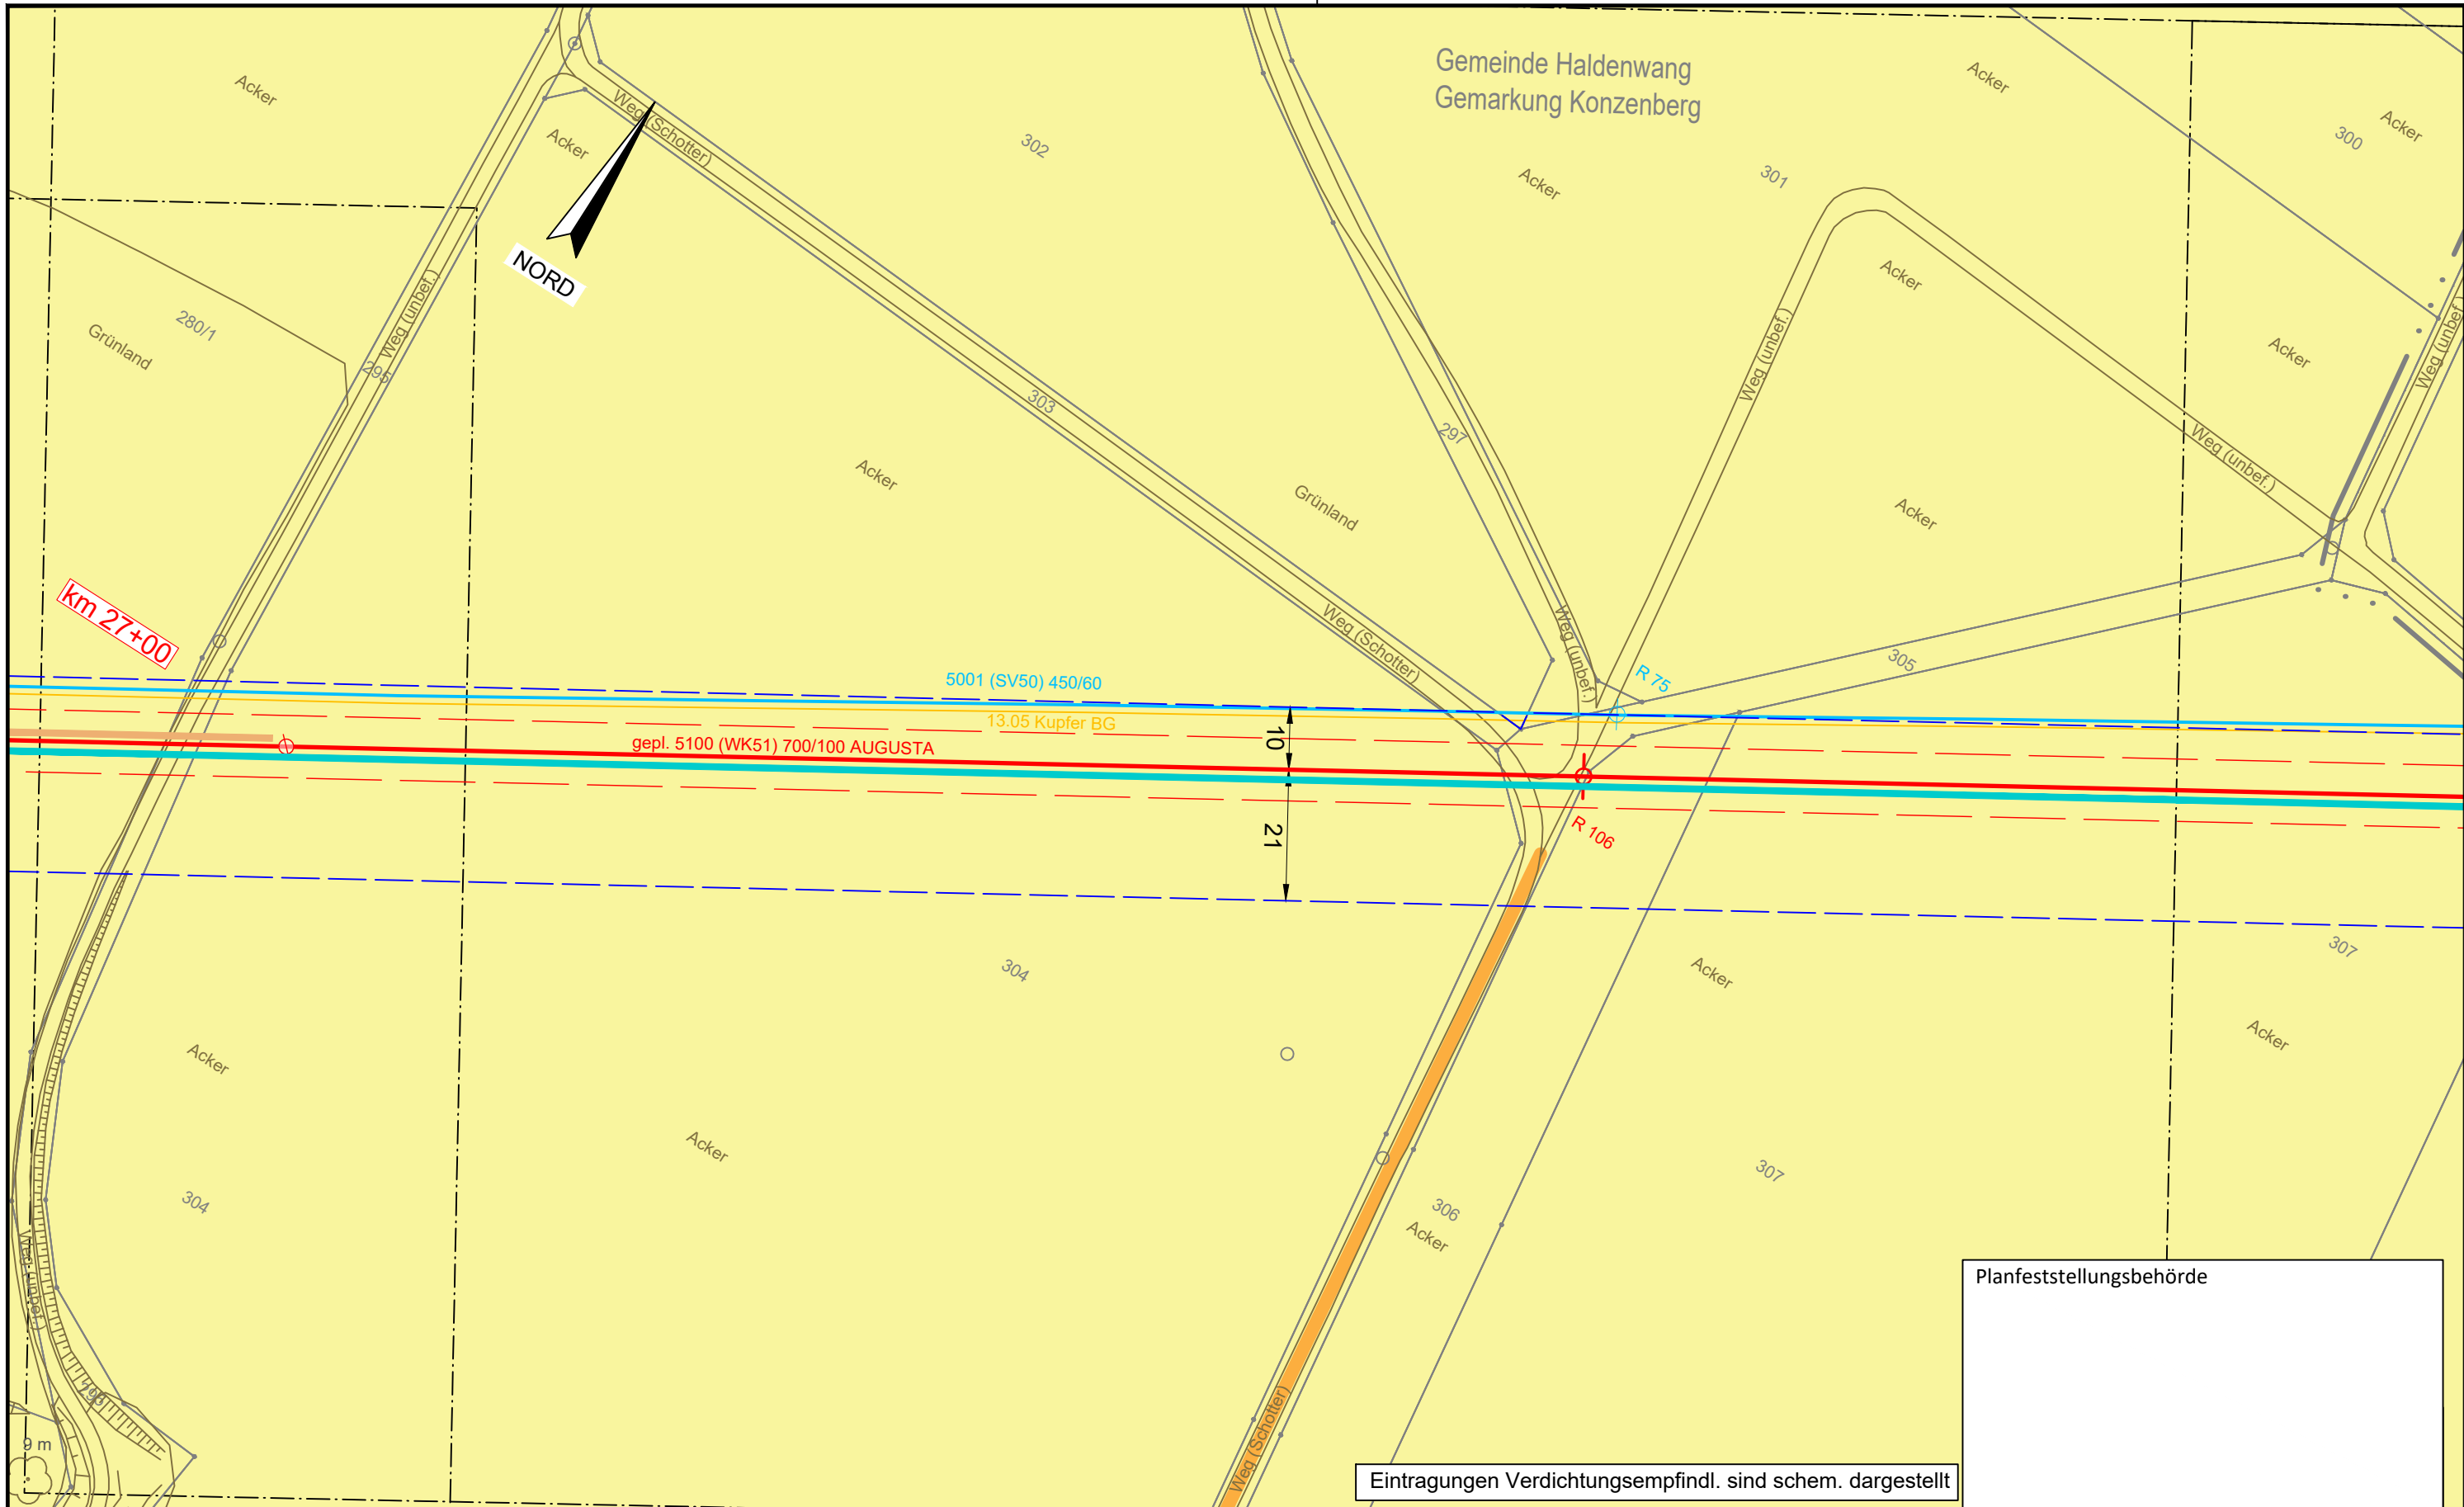 Gemeinde Haldenwang
Gemarkung Konzenberg
Acker
Acker
Weg (Schotter)
302
Acker
301
Acker
300
Acker
NORD
280/1
Grünland
Weg (unbef.)
295
303
Acker
297
Grünland
Weg (unbef.)
Acker
Acker
Weg (unbef.)
Weg (unbef.)
Acker
km 27+00
Weg (Schotter)
Weg (unbef.)
R 75
305
5001 (SV50) 450/60
13.05 Kupfer BG
gepl. 5100 (WK51) 700/100 AUGUSTA
10
21
R 106
304
Acker
307
Acker
Acker
Acker
304
307
306
Acker
Weg (unbef.)
9 m
Weg (Schotter)
Planfeststellungsbehörde
Eintragungen Verdichtungsempfindl. sind schem. dargestellt